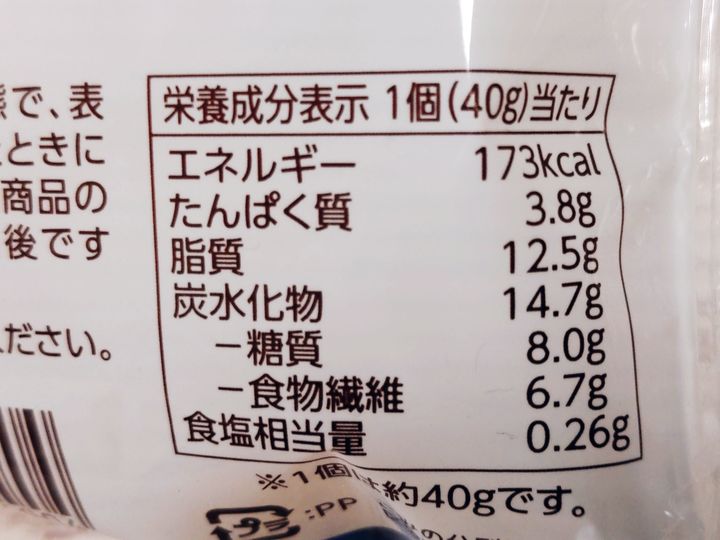 で、表
ときに
商品の
後です
ださい。
栄養成分表示 1個(40g)当たり
エネルギー 173kcal
たんぱく質 3.8g
脂質 12.5g
炭水化物 14.7g
－糖質 8.0g
－食物繊維 6.7g
食塩相当量 0.26g
※1個は約40gです。
プラ :PP